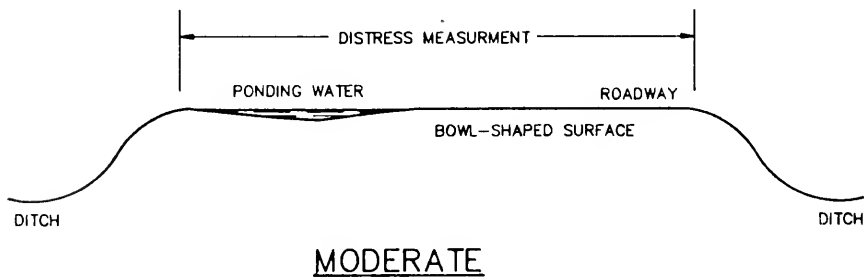 DISTRESS MEASURMENT
PONDING WATER
ROADWAY
BOWL-SHAPED SURFACE
DITCH
DITCH
MODERATE